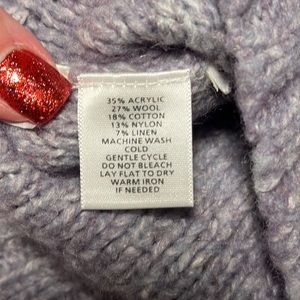 35% ACRYLIC
27% WOOL
18% COTTON
13% NYLON
7% LINEN
MACHINE WASH
COLD
GENTLE CYCLE
DO NOT BLEACH
LAY FLAT TO DRY
WARM IRON
IF NEEDED